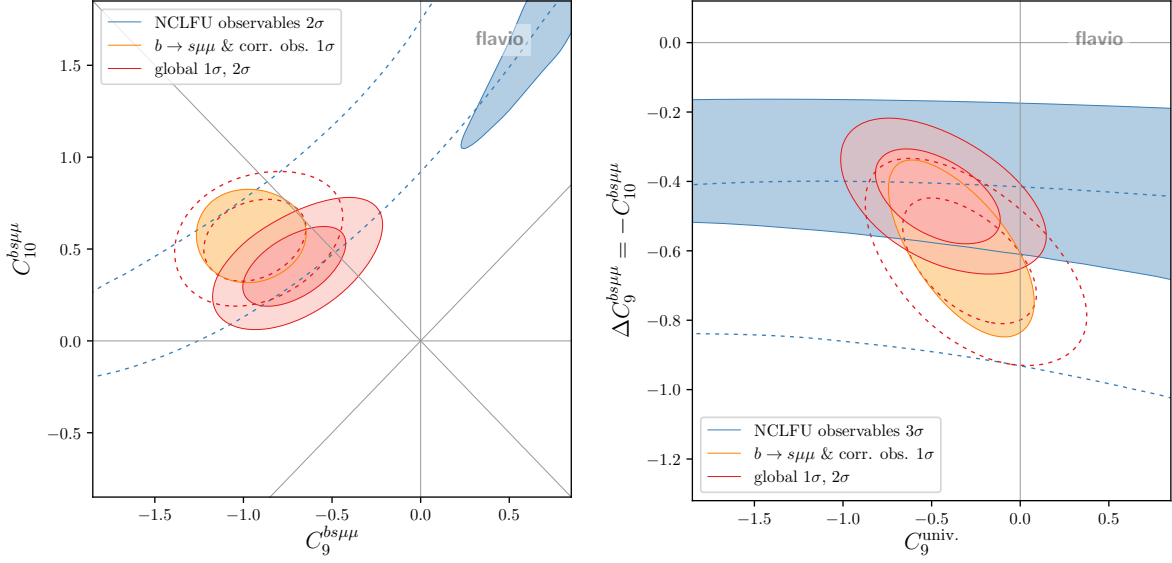 NCLFU observables 2σ
b → sμμ & corr. obs. 1σ
global 1σ, 2σ
flavio
1.5
1.0
0.5
0.0
−0.5
C_10^{bsμμ}
−1.5
−1.0
−0.5
0.0
0.5
C_9^{bsμμ}
flavio
0.0
−0.2
−0.4
−0.6
−0.8
−1.0
−1.2
ΔC_9^{bsμμ} = −C_10^{bsμμ}
NCLFU observables 3σ
b → sμμ & corr. obs. 1σ
global 1σ, 2σ
−1.5
−1.0
−0.5
0.0
0.5
C_9^{univ.}